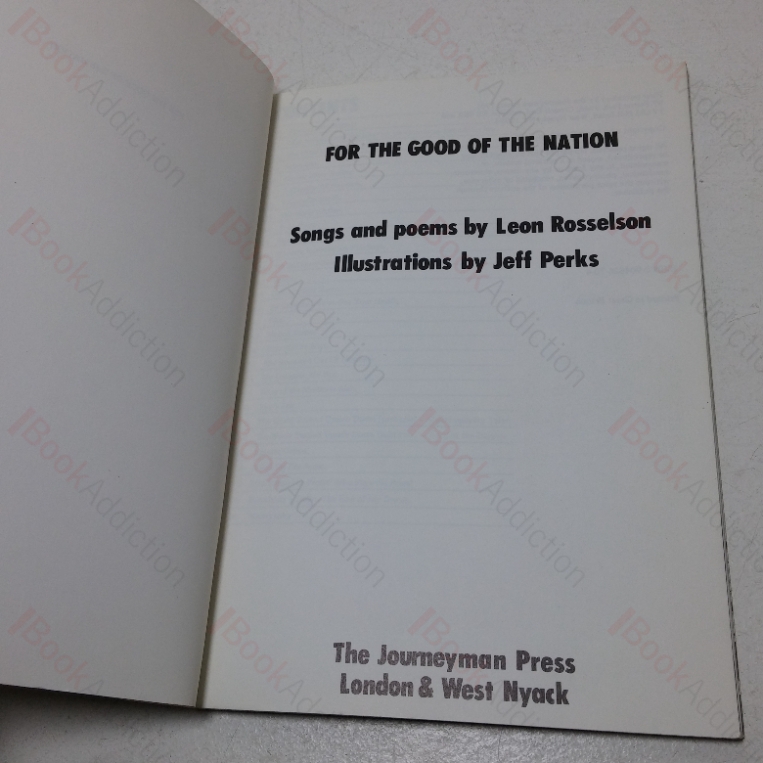 FOR THE GOOD OF THE NATION
Songs and poems by Leon Rosselson
Illustrations by Jeff Perks
The Journeyman Press
London & West Nyack
BookAddiction